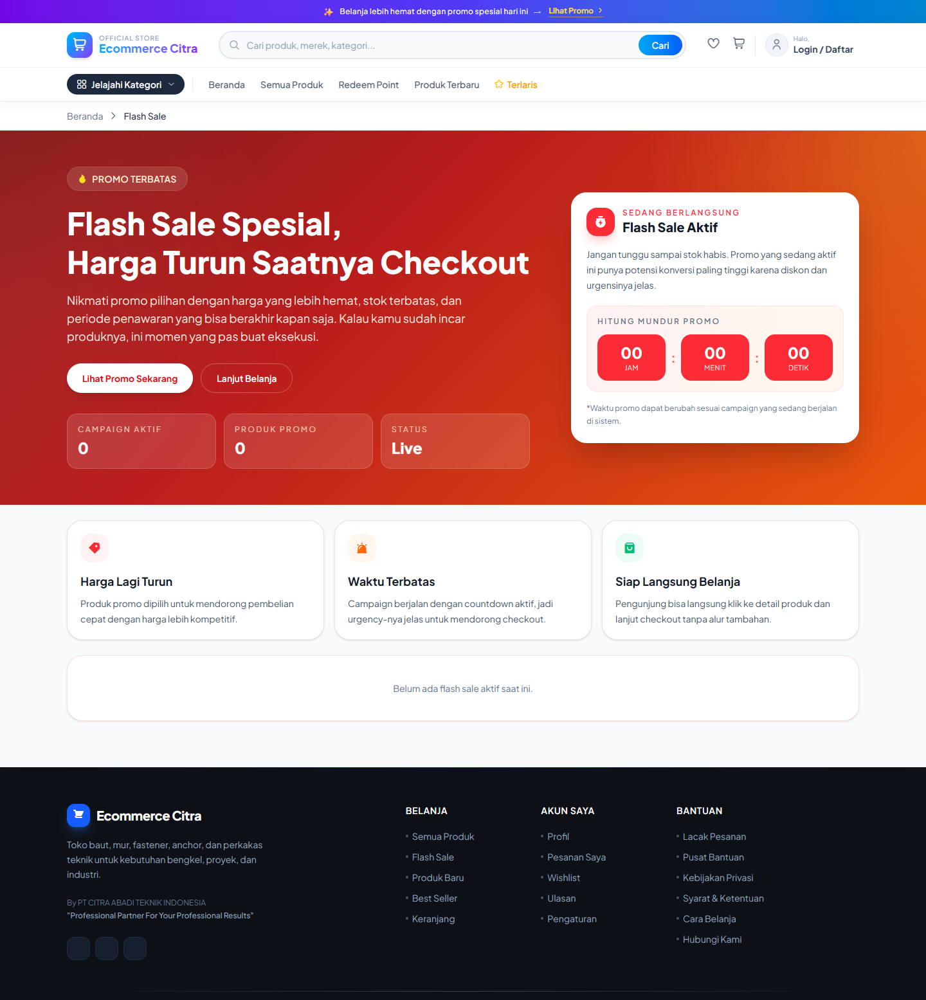 Belanja lebih hemat dengan promo spesial hari ini → Lihat Promo
OFFICIAL STORE
Ecommerce Citra
Cari produk, merek, kategori...
Cari
Halo,
Login / Daftar
Jelajahi Kategori
Beranda
Semua Produk
Redeem Point
Produk Terbaru
Terlaris
Beranda
Flash Sale
PROMO TERBATAS
Flash Sale Spesial,
Harga Turun Saatnya Checkout
Nikmati promo pilihan dengan harga yang lebih hemat, stok terbatas, dan
periode penawaran yang bisa berakhir kapan saja. Kalau kamu sudah incar
produknya, ini momen yang pas buat eksekusi.
Lihat Promo Sekarang
Lanjut Belanja
CAMPAIGN AKTIF
0
PRODUK PROMO
0
STATUS
Live
SEDANG BERLANGSUNG
Flash Sale Aktif
Jangan tunggu sampai stok habis. Promo yang sedang aktif
ini punya potensi konversi paling tinggi karena diskon dan
urgensinya jelas.
HITUNG MUNDUR PROMO
00 : 00 : 00
JAM MENIT DETIK
*Waktu promo dapat berubah sesuai campaign yang sedang berjalan
di sistem.
Harga Lagi Turun
Produk promo dipilih untuk mendorong pembelian
cepat dengan harga lebih kompetitif.
Waktu Terbatas
Campaign berjalan dengan countdown aktif, jadi
urgency-nya jelas untuk mendorong checkout.
Siap Langsung Belanja
Pengunjung bisa langsung klik ke detail produk dan
lanjut checkout tanpa alur tambahan.
Belum ada flash sale aktif saat ini.
Ecommerce Citra
Toko baut, mur, fastener, anchor, dan perkakas
teknik untuk kebutuhan bengkel, proyek, dan
industri.
By PT CITRA ABADI TEKNIK INDONESIA
"Professional Partner For Your Professional Results"
BELANJA
Semua Produk
Flash Sale
Produk Baru
Best Seller
Keranjang
AKUN SAYA
Profil
Pesanan Saya
Wishlist
Ulasan
Pengaturan
BANTUAN
Lacak Pesanan
Pusat Bantuan
Kebijakan Privasi
Syarat & Ketentuan
Cara Belanja
Hubungi Kami